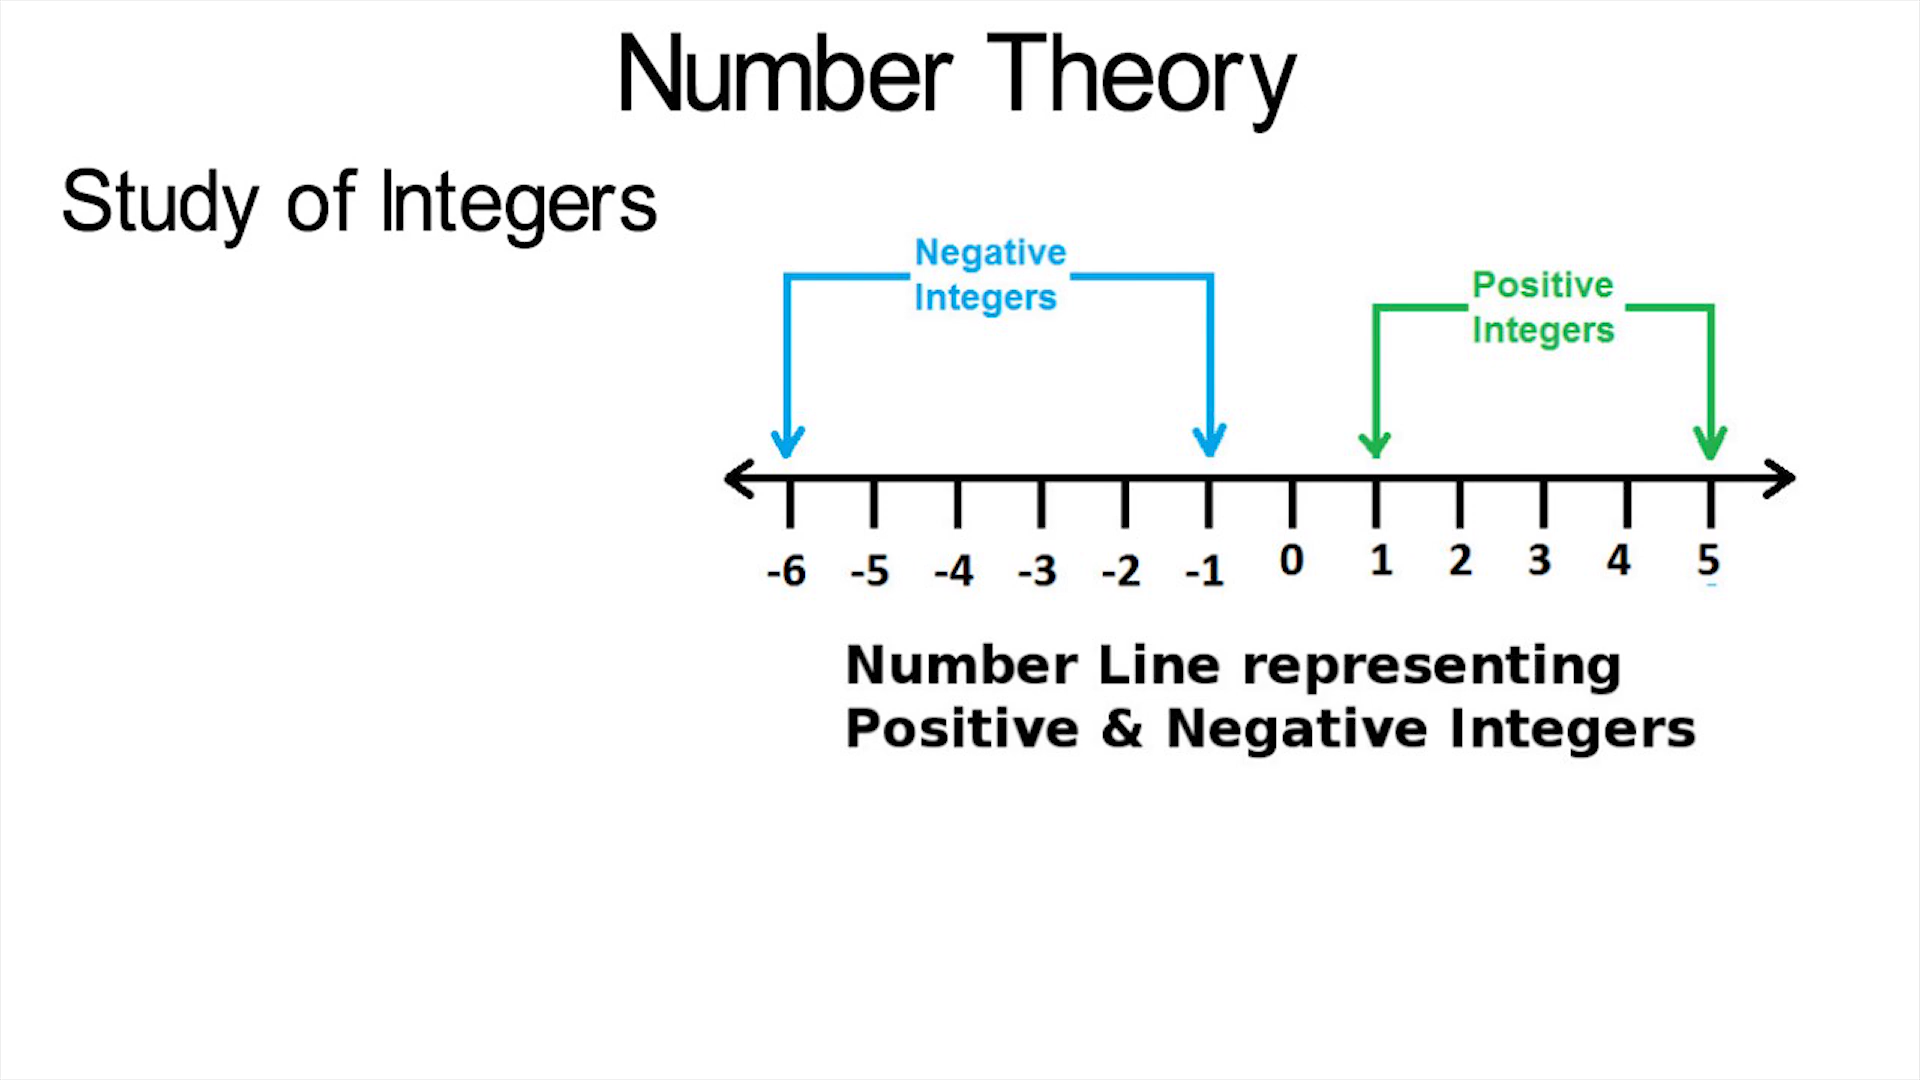 Number Theory
Study of Integers
Negative
Integers
Positive
Integers
-6 -5 -4 -3 -2 -1 0 1 2 3 4 5
Number Line representing
Positive & Negative Integers